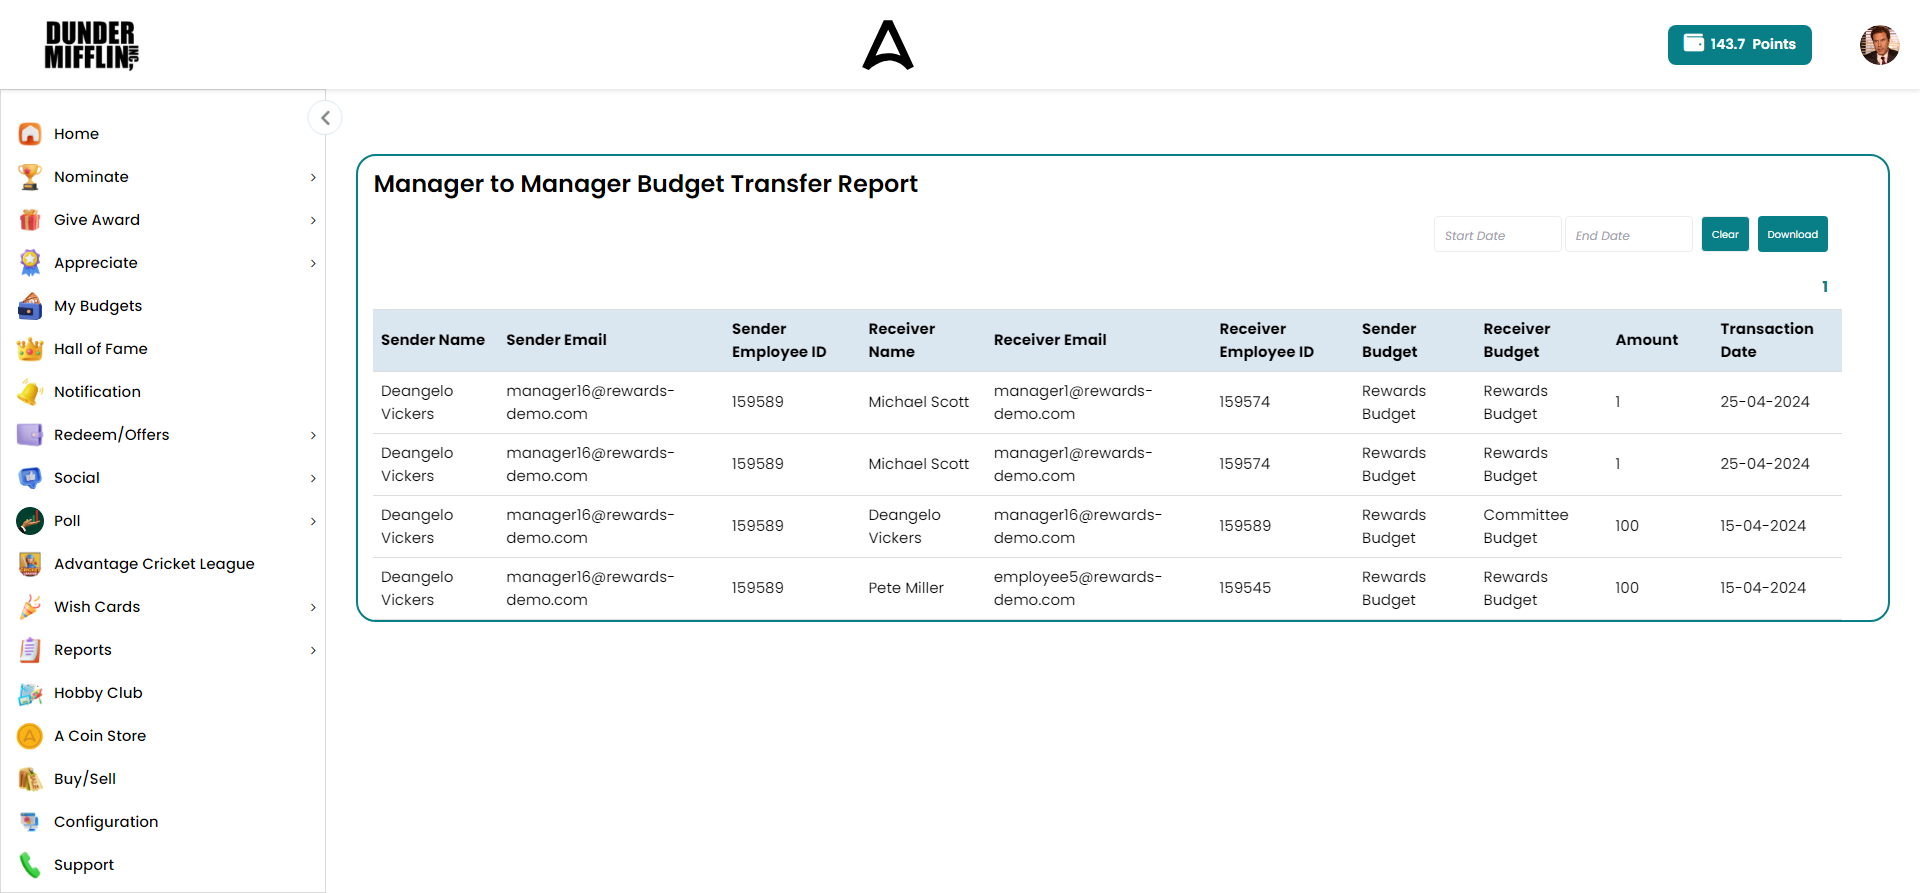 DUNDER
MIFFLIN INC,
143.7 Points
Home
Nominate
Give Award
Appreciate
My Budgets
Hall of Fame
Notification
Redeem/Offers
Social
Poll
Advantage Cricket League
Wish Cards
Reports
Hobby Club
A Coin Store
Buy/Sell
Configuration
Support
Manager to Manager Budget Transfer Report
Start Date End Date Clear Download
1
Sender Name Sender Email Sender Employee ID Receiver Name Receiver Email Receiver Employee ID Sender Budget Receiver Budget Amount Transaction Date
Deangelo Vickers manager16@rewards-demo.com 159589 Michael Scott manager1@rewards-demo.com 159574 Rewards Budget Rewards Budget 1 25-04-2024
Deangelo Vickers manager16@rewards-demo.com 159589 Michael Scott manager1@rewards-demo.com 159574 Rewards Budget Rewards Budget 1 25-04-2024
Deangelo Vickers manager16@rewards-demo.com 159589 Deangelo Vickers manager16@rewards-demo.com 159589 Rewards Budget Committee Budget 100 15-04-2024
Deangelo Vickers manager16@rewards-demo.com 159589 Pete Miller employee5@rewards-demo.com 159545 Rewards Budget Rewards Budget 100 15-04-2024